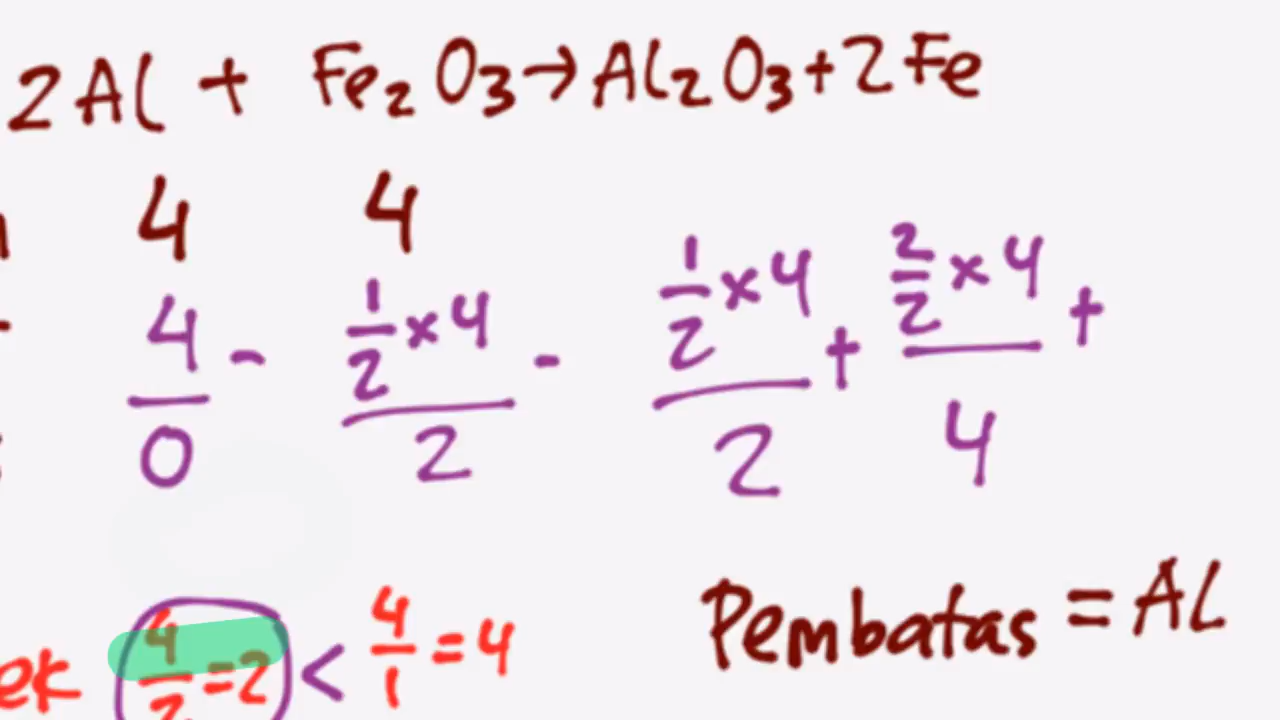 2Al + Fe₂O₃→Al₂O₃+2Fe
4 4
4 - 1/2 x 4 - 1/2 x 4 + 2/2 x 4 +
0 2 2 4
4/2 = 2 < 4/1 = 4
Pembatas = Al